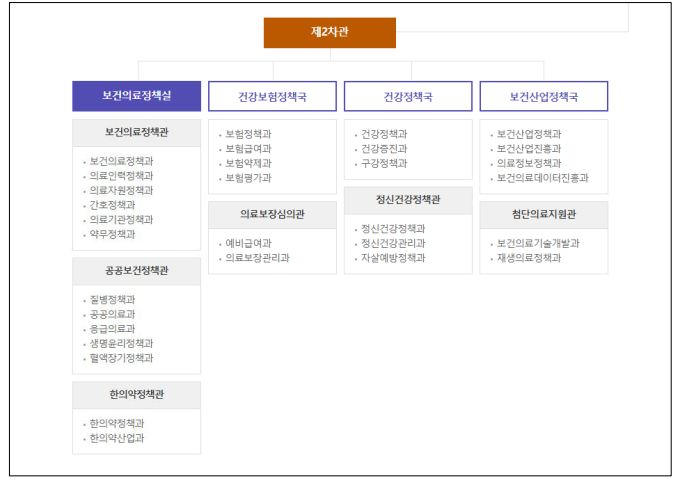 제2차관
보건의료정책실
보건의료정책관
보건의료정책과
의료인력정책과
의료자원정책과
간호정책과
의료기관정책과
약무정책과
공공보건정책관
질병정책과
공공의료과
응급의료과
생명윤리정책과
혈액장기정책과
한의약정책관
한의약정책과
한의약산업과
건강보험정책국
보험정책과
보험급여과
보험약제과
보험평가과
의료보장심의관
예비급여과
의료보장관리과
건강정책국
건강정책과
건강증진과
구강정책과
정신건강정책관
정신건강정책과
정신건강관리과
자살예방정책과
보건산업정책국
보건산업정책과
보건산업진흥과
의료정보정책과
보건의료데이터진흥과
첨단의료지원관
보건의료기술개발과
재생의료정책과